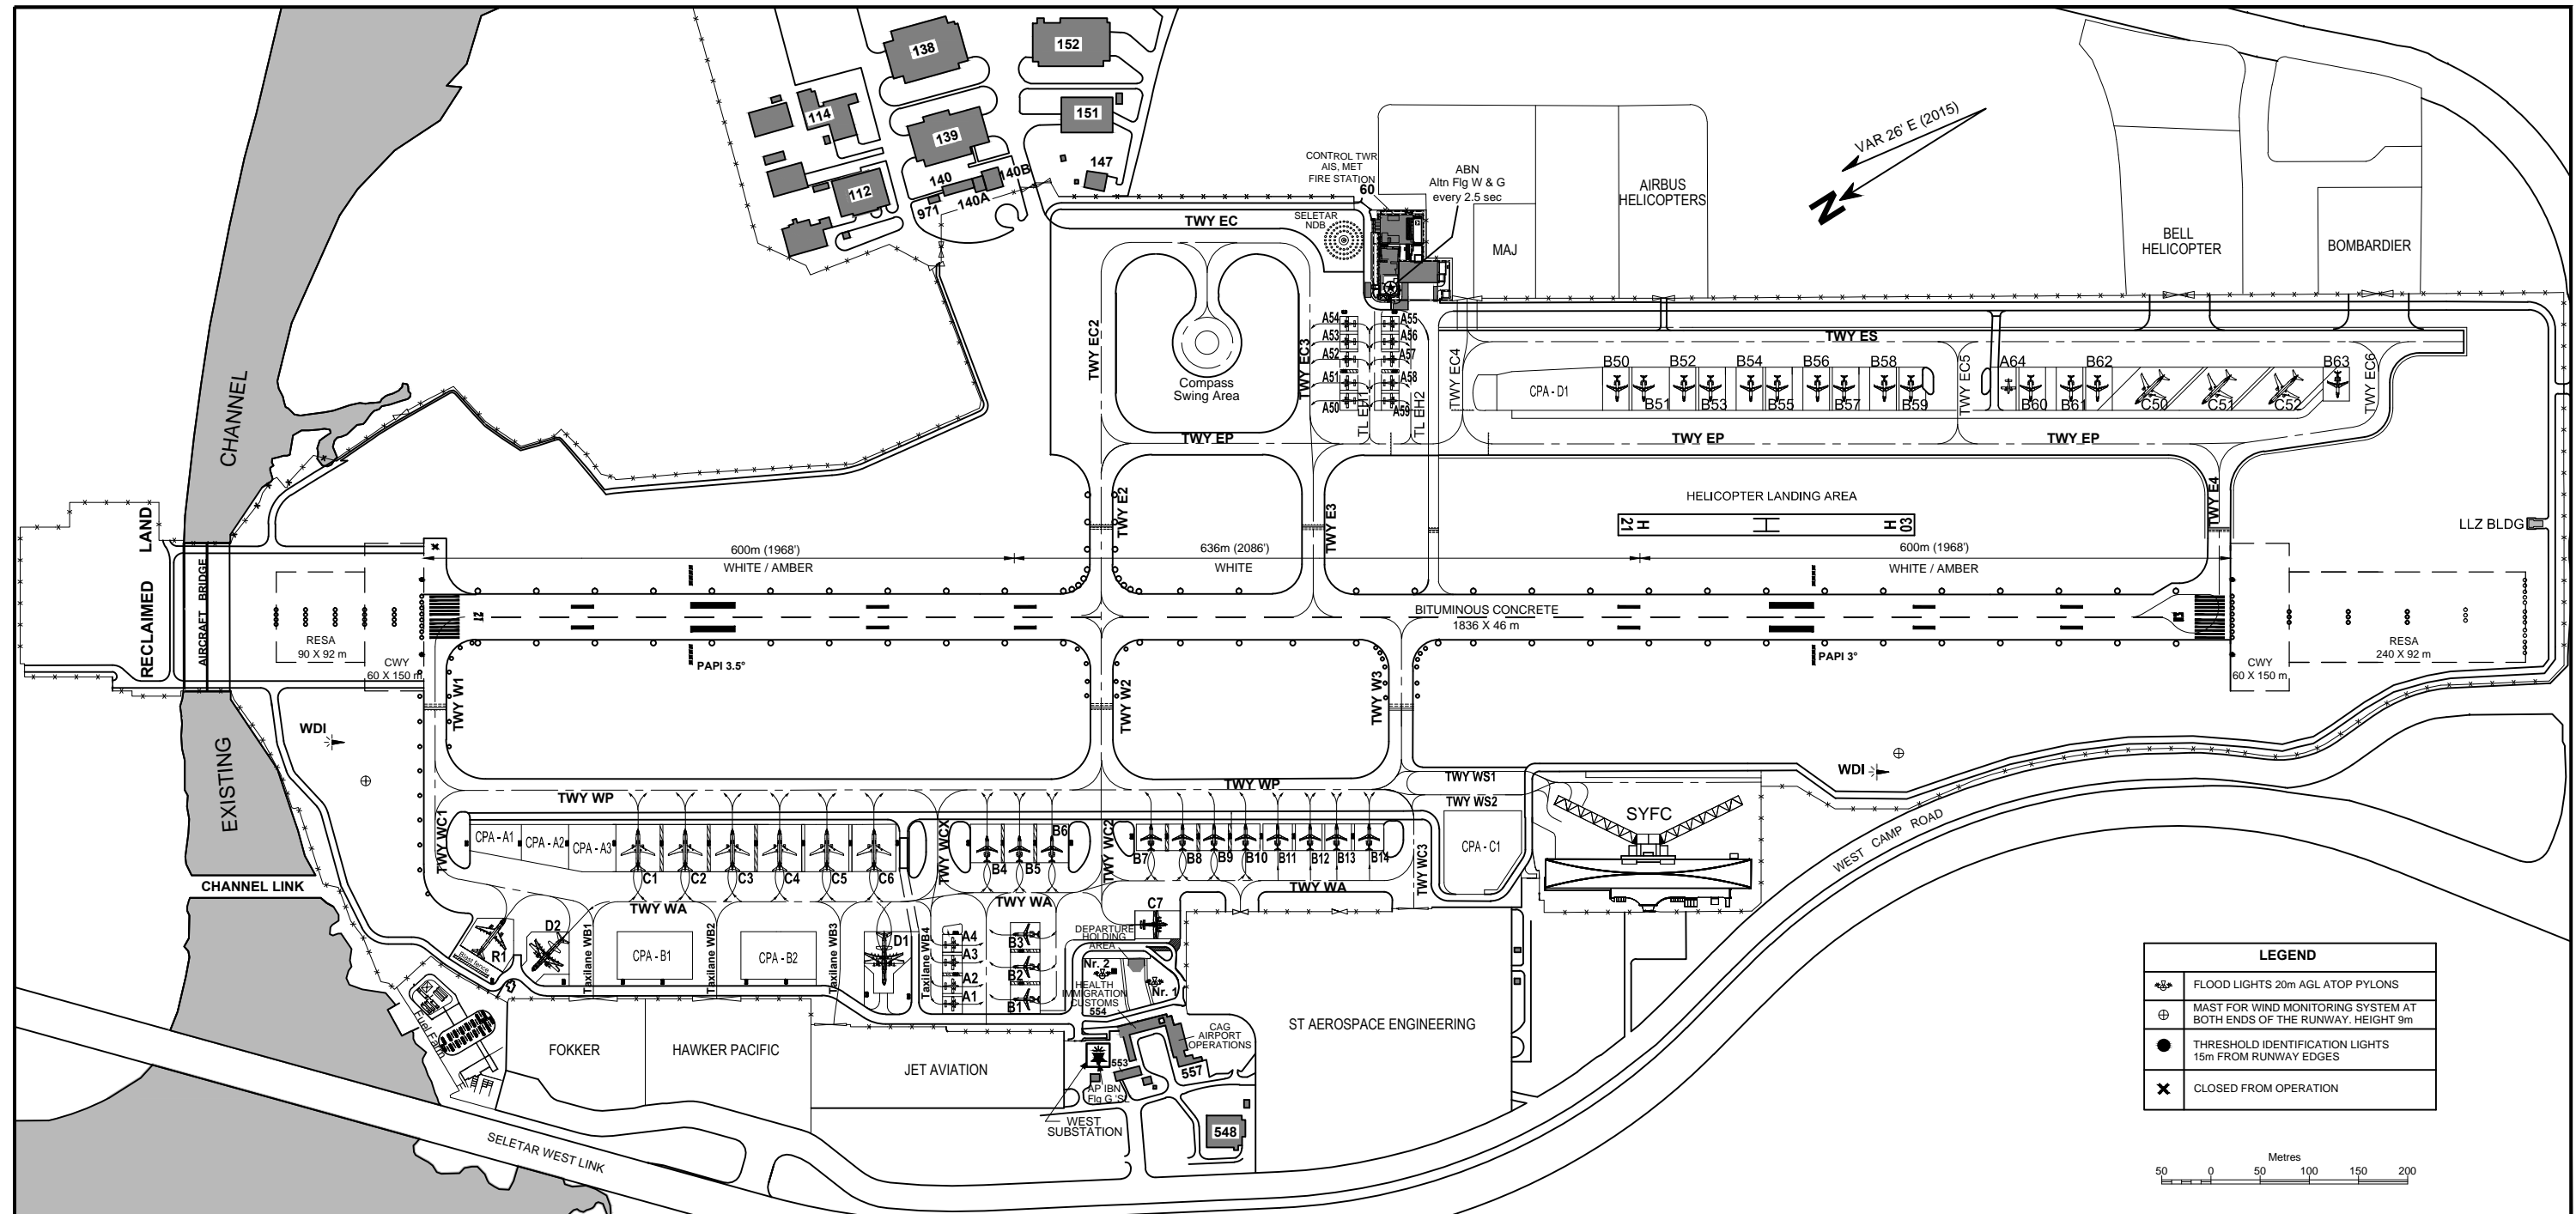 138
152
114
139
151
112
140
140B
147
971
140A
CONTROL TWR
AIS, MET
FIRE STATION
60
ABN
Altn Flg W & G
every 2.5 sec
SELETAR
NDB
MAJ
AIRBUS
HELICOPTERS
VAR 26' E (2015)
N
BELL
HELICOPTER
BOMBARDIER
TWY EC
TWY EC2
Compass
Swing Area
TWY EC3
A54
A53
A52
A51
A50
A55
A56
A57
A58
A59
TL EH1
TL EH2
TWY EC4
TWY ES
CPA - D1
B50
B51
B52
B53
B54
B55
B56
B57
B58
B59
TWY EC5
A64
B60
B61
B62
C50
C51
C52
B63
TWY EC6
TWY EP
TWY EP
TWY EP
CHANNEL
RECLAIMED LAND
AIRCRAFT BRIDGE
TWY E2
TWY E3
TWY E4
HELICOPTER LANDING AREA
21 H
H
H 03
LLZ BLDG
600m (1968')
WHITE / AMBER
636m (2086')
WHITE
600m (1968')
WHITE / AMBER
RESA
90 X 92 m
CWY
60 X 150 m
21
BITUMINOUS CONCRETE
1836 X 46 m
03
RESA
240 X 92 m
CWY
60 X 150 m
PAPI 3.5°
PAPI 3°
TWY W1
TWY W2
TWY W3
WDI
WDI
EXISTING
CHANNEL LINK
TWY WP
TWY WP
TWY WS1
TWY WS2
TWY WC1
CPA - A1
CPA - A2
CPA - A3
C1
C2
C3
C4
C5
C6
TWY WCX
B4
B5
B6
TWY WC2
B7
B8
B9
B10
B11
B12
B13
B14
TWY WC3
CPA - C1
SYFC
WEST CAMP ROAD
TWY WA
TWY WA
TWY WA
R1
Blast fence
D2
Taxilane WB1
CPA - B1
Taxilane WB2
CPA - B2
Taxilane WB3
D1
Taxilane WB4
A4
A3
A2
A1
B3
B2
B1
C7
DEPARTURE
HOLDING
AREA
Nr. 2
Nr. 1
HEALTH
IMMIGRATION
CUSTOMS
554
CAG
AIRPORT
OPERATIONS
553
557
AP IBN
Flg G 'SL'
WEST
SUBSTATION
548
Fuel Farm
FOKKER
HAWKER PACIFIC
JET AVIATION
ST AEROSPACE ENGINEERING
SELETAR WEST LINK
LEGEND
FLOOD LIGHTS 20m AGL ATOP PYLONS
MAST FOR WIND MONITORING SYSTEM AT
BOTH ENDS OF THE RUNWAY. HEIGHT 9m
THRESHOLD IDENTIFICATION LIGHTS
15m FROM RUNWAY EDGES
CLOSED FROM OPERATION
Metres
50 0 50 100 150 200